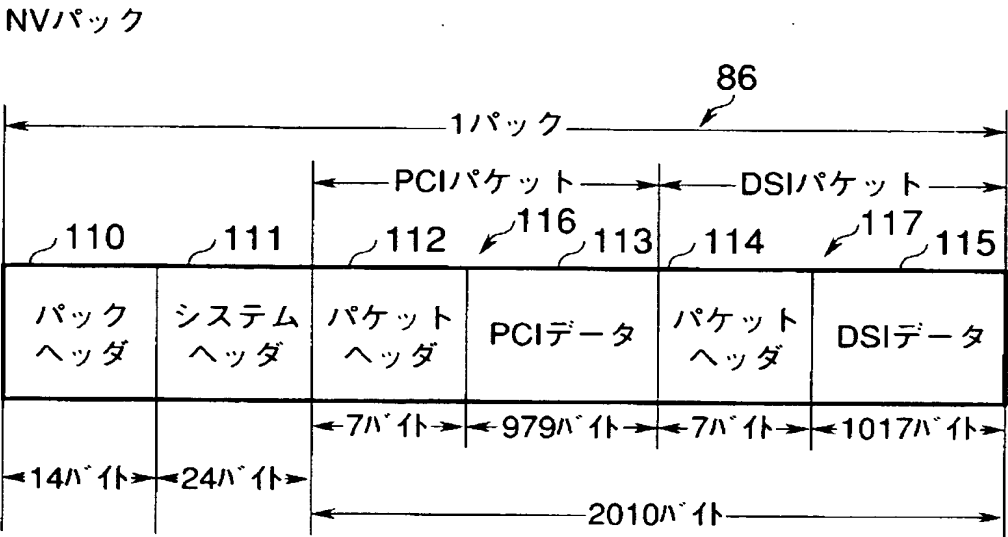 NVパック
86
1パック
PCIパケット
DSIパケット
110
111
112
116
113
114
117
115
パック
ヘッダ
システム
ヘッダ
パケット
ヘッダ
PCIデータ
パケット
ヘッダ
DSIデータ
7バイト
979バイト
7バイト
1017バイト
14バイト
24バイト
2010バイト